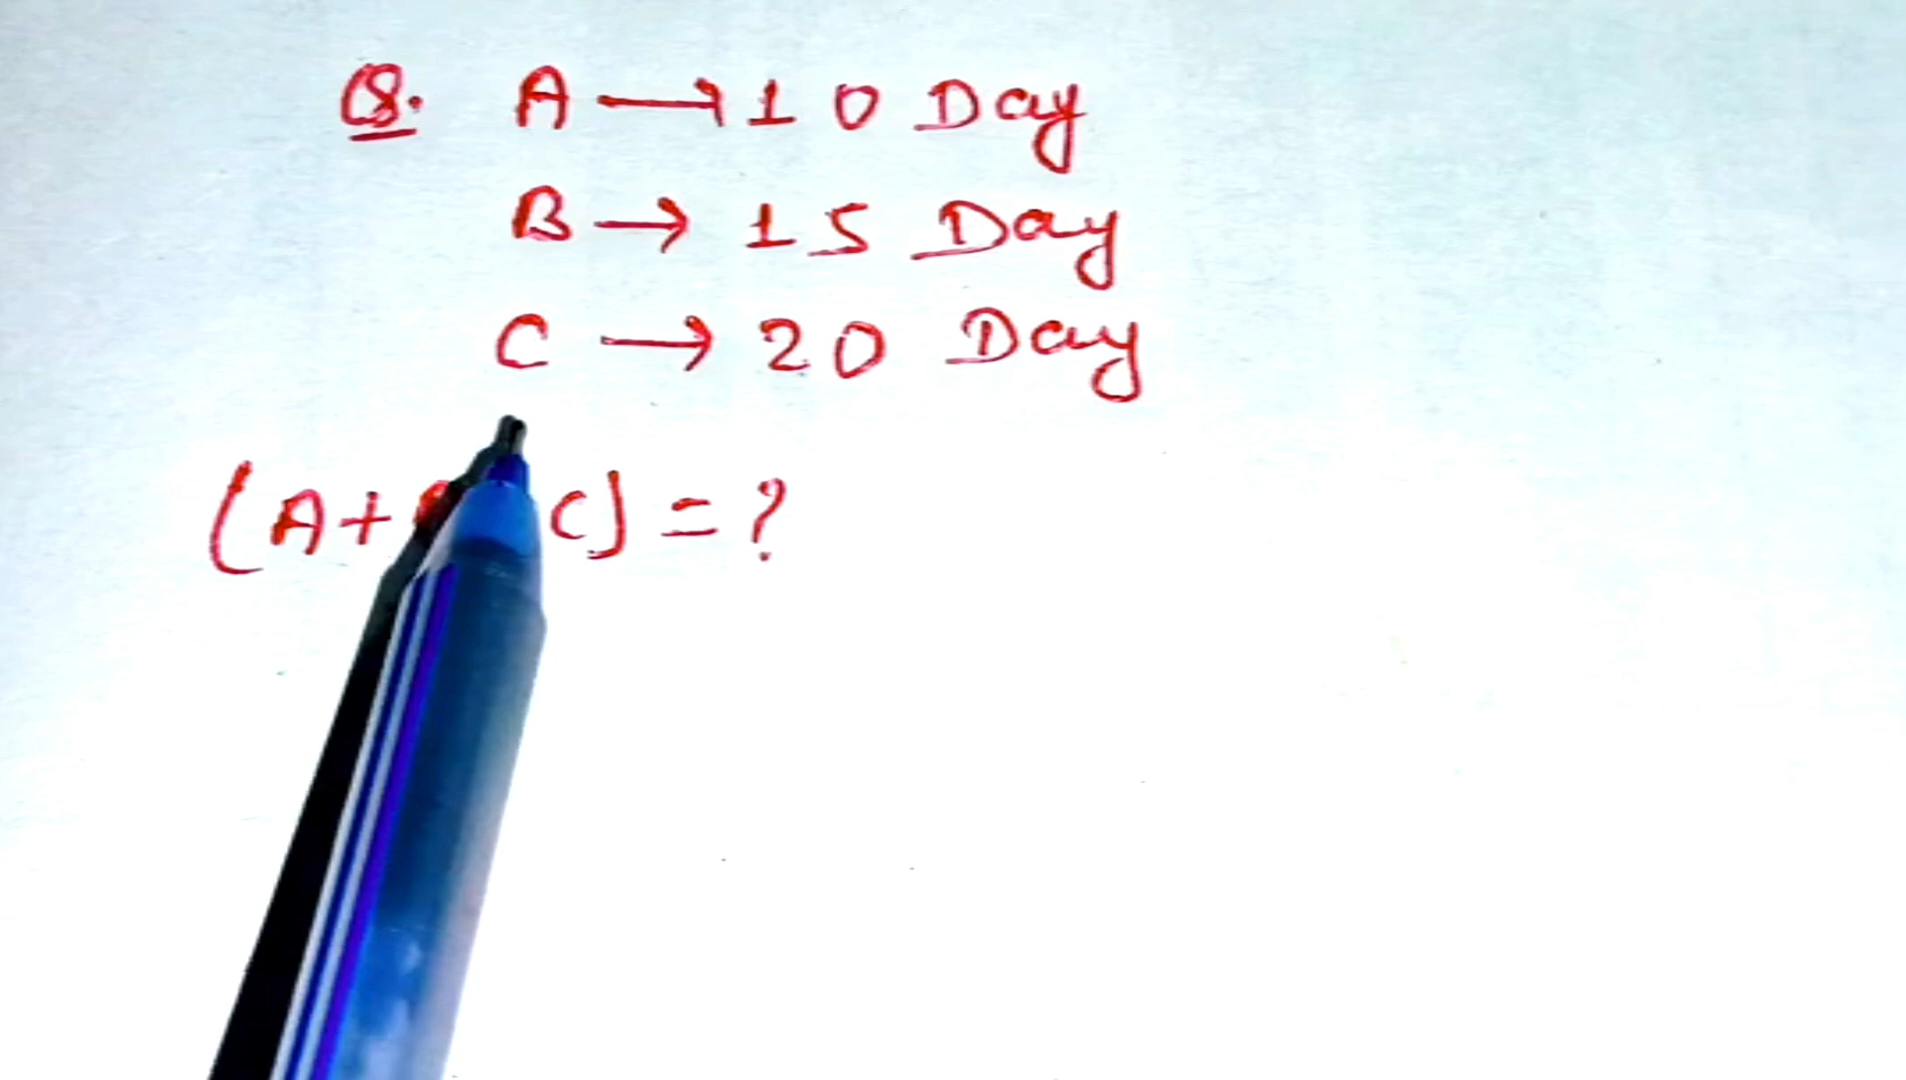 Q. A → 10 Day
B → 15 Day
C → 20 Day
(A+ C) = ?